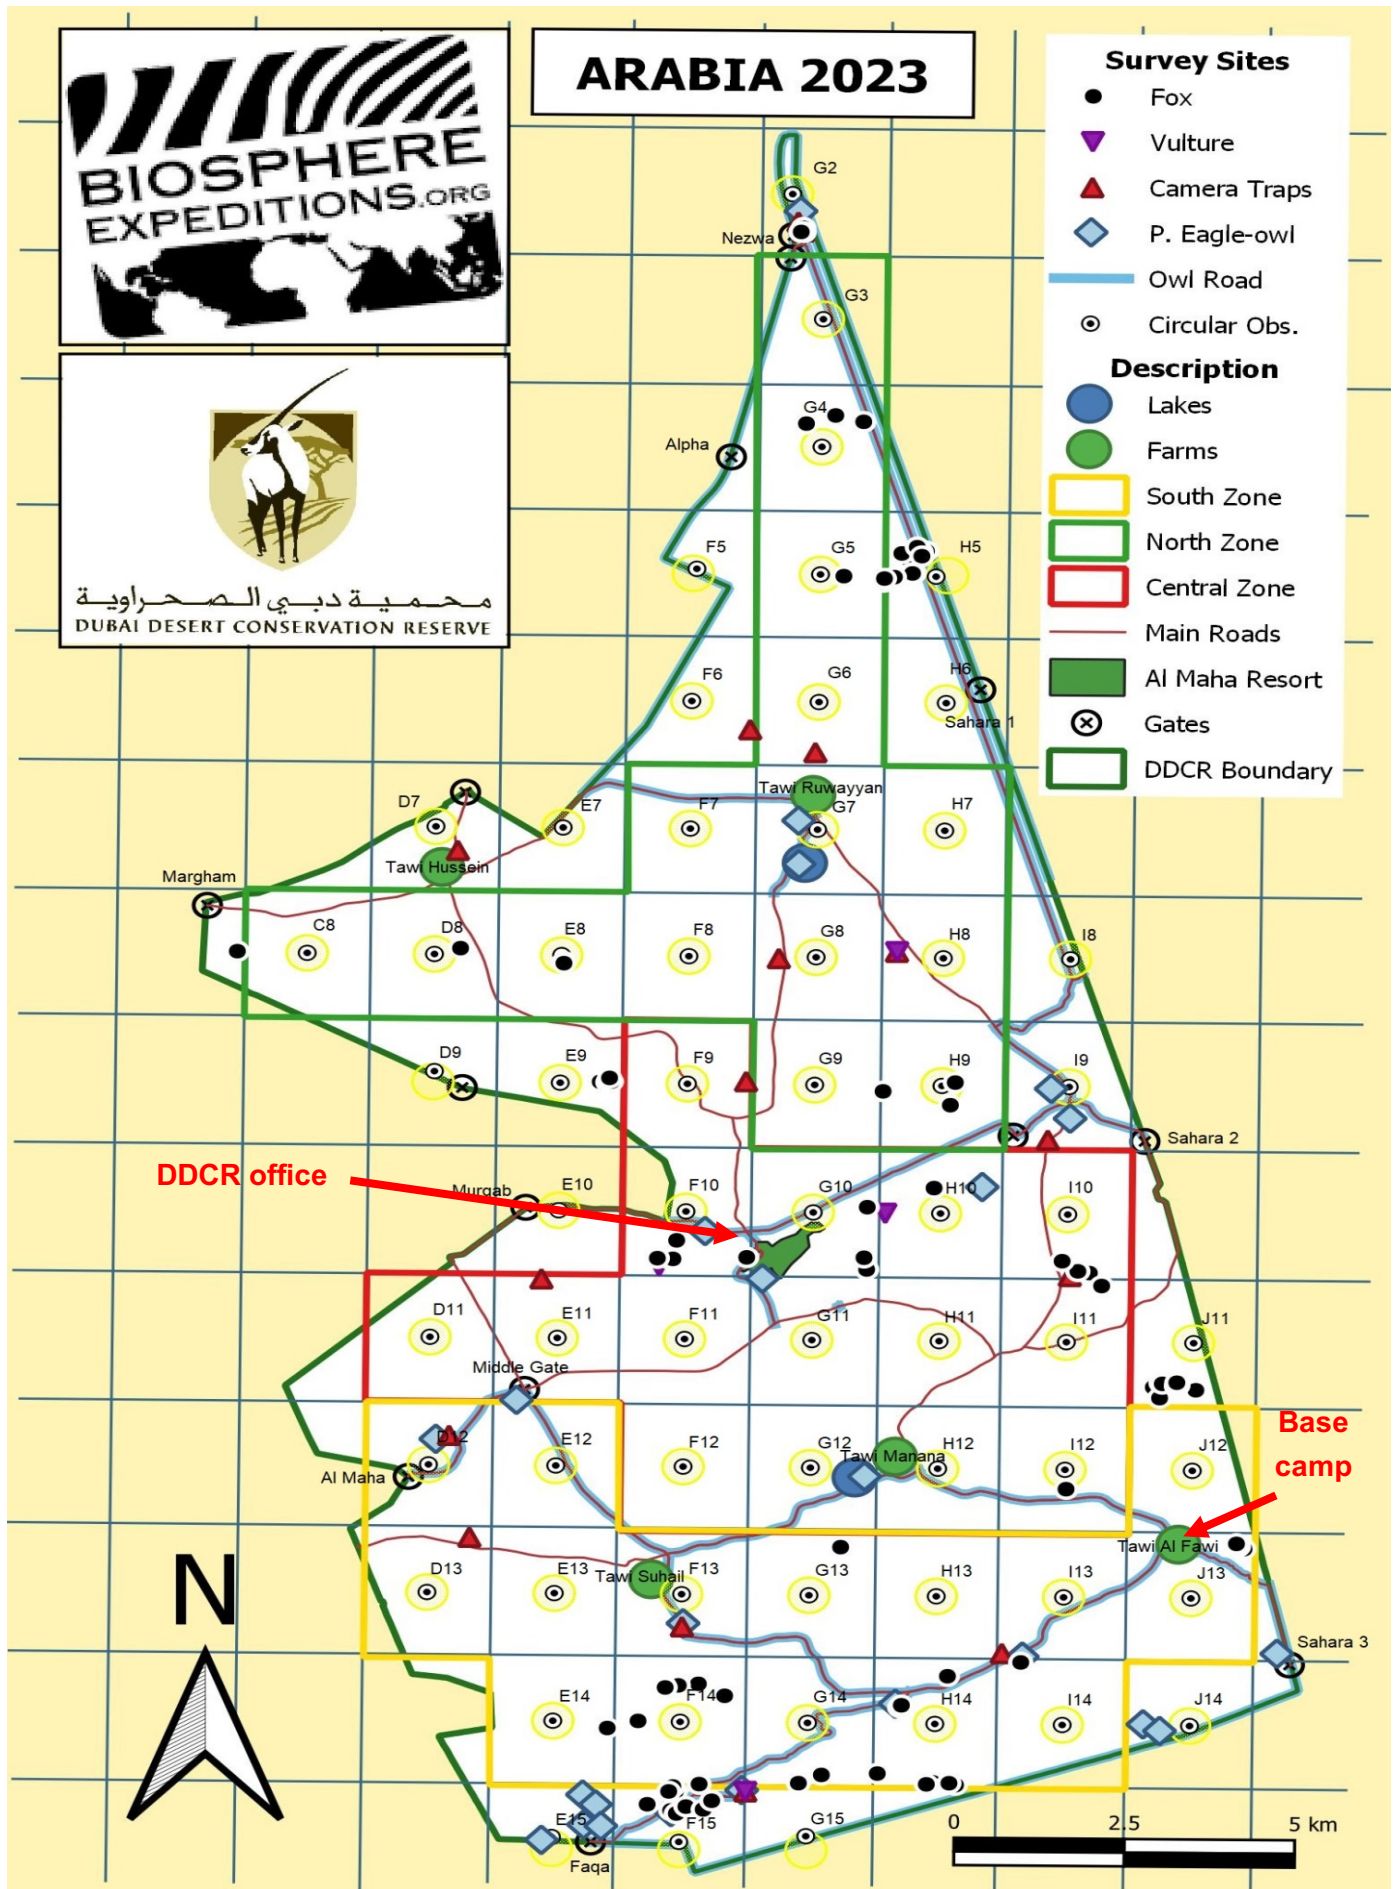 BIOSPHERE
EXPEDITIONS.ORG
محمية دبي الصحراوية
DUBAI DESERT CONSERVATION RESERVE
ARABIA 2023
Survey Sites
Fox
Vulture
Camera Traps
P. Eagle-owl
Owl Road
Circular Obs.
Description
Lakes
Farms
South Zone
North Zone
Central Zone
Main Roads
Al Maha Resort
Gates
DDCR Boundary
G2
Nezwa
G3
G4
Alpha
F5
G5
H5
F6
G6
H6
Sahara 1
Tawi Ruwayyan
D7
E7
F7
G7
H7
Tawi Hussein
Margham
C8
D8
E8
F8
G8
H8
I8
D9
E9
F9
G9
H9
I9
Sahara 2
DDCR office
Murqab
E10
F10
G10
H10
I10
D11
E11
F11
G11
H11
I11
J11
Middle Gate
Base
camp
D12
E12
F12
G12
H12
I12
J12
Tawi Manana
Al Maha
Tawi Al Fawi
N
D13
E13
Tawi Suhail
F13
G13
H13
I13
J13
Sahara 3
E14
F14
G14
H14
I14
J14
E15
F15
G15
Faqa
0 2.5 5 km